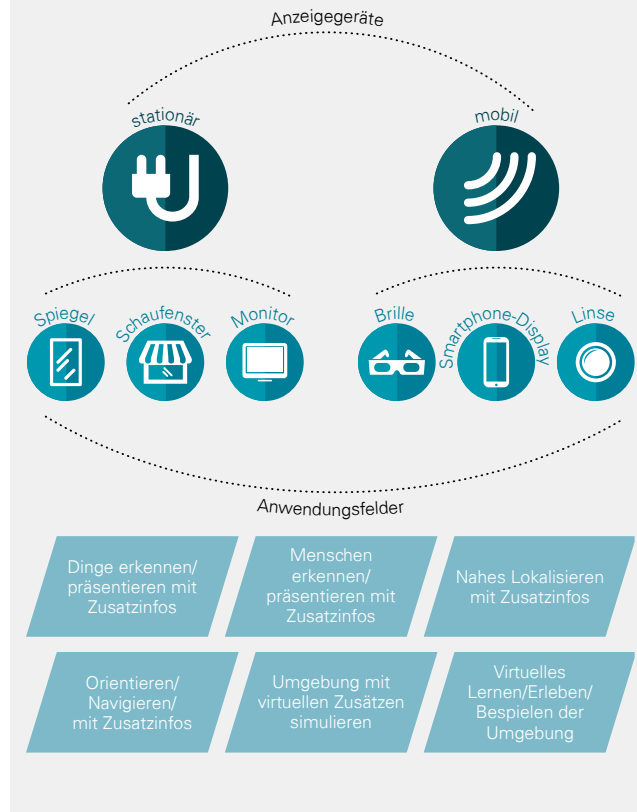 Anzeigegeräte
stationär
mobil
Spiegel
Schaufenster
Monitor
Brille
Smartphone-Display
Linse
Anwendungsfelder
Dinge erkennen/
präsentieren mit
Zusatzinfos
Menschen
erkennen/
präsentieren mit
Zusatzinfos
Nahes Lokalisieren
mit Zusatzinfos
Orientieren/
Navigieren/
mit Zusatzinfos
Umgebung mit
virtuellen Zusätzen
simulieren
Virtuelles
Lernen/Erleben/
Bespielen der
Umgebung